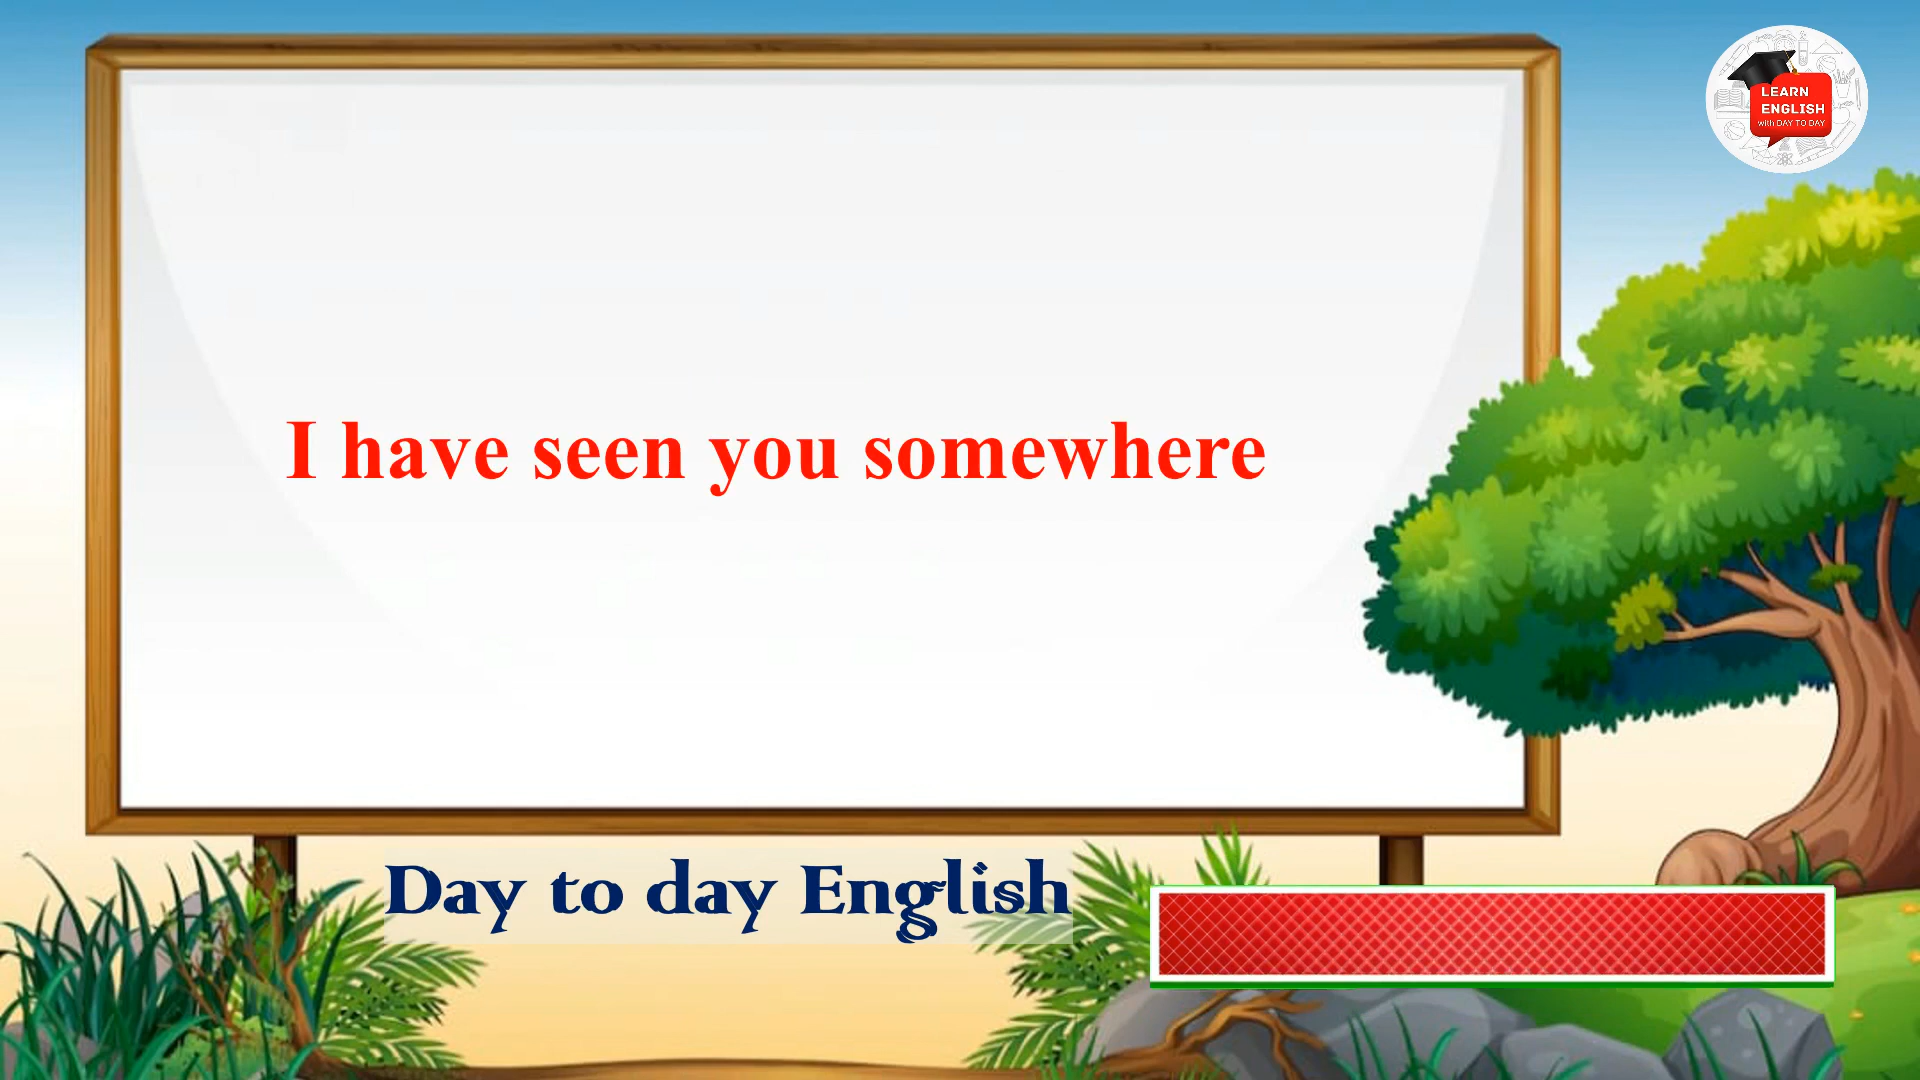 LEARN
ENGLISH
with DAY TO DAY
I have seen you somewhere
Day to day English